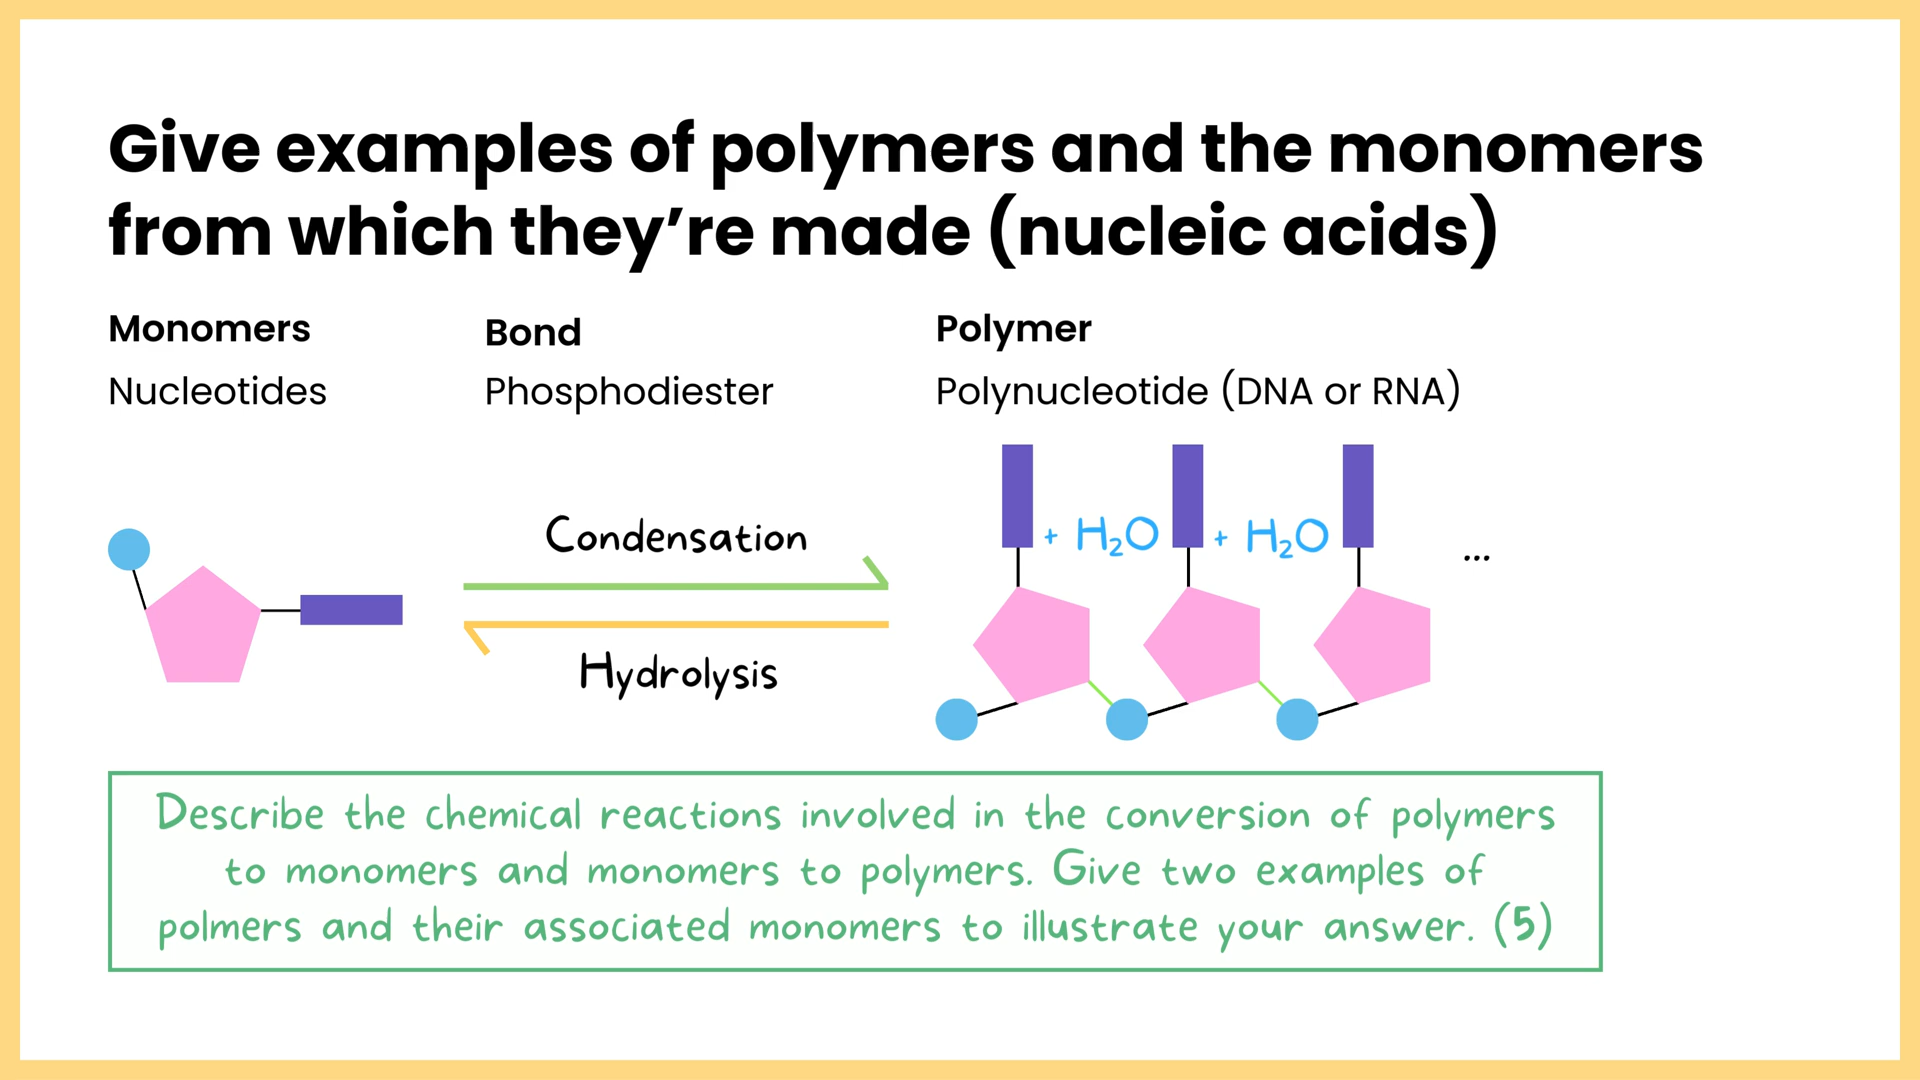 Give examples of polymers and the monomers
from which they’re made (nucleic acids)
Monomers
Nucleotides
Bond
Phosphodiester
Polymer
Polynucleotide (DNA or RNA)
Condensation
Hydrolysis
+ H₂O
+ H₂O
...
Describe the chemical reactions involved in the conversion of polymers
to monomers and monomers to polymers. Give two examples of
polmers and their associated monomers to illustrate your answer. (5)